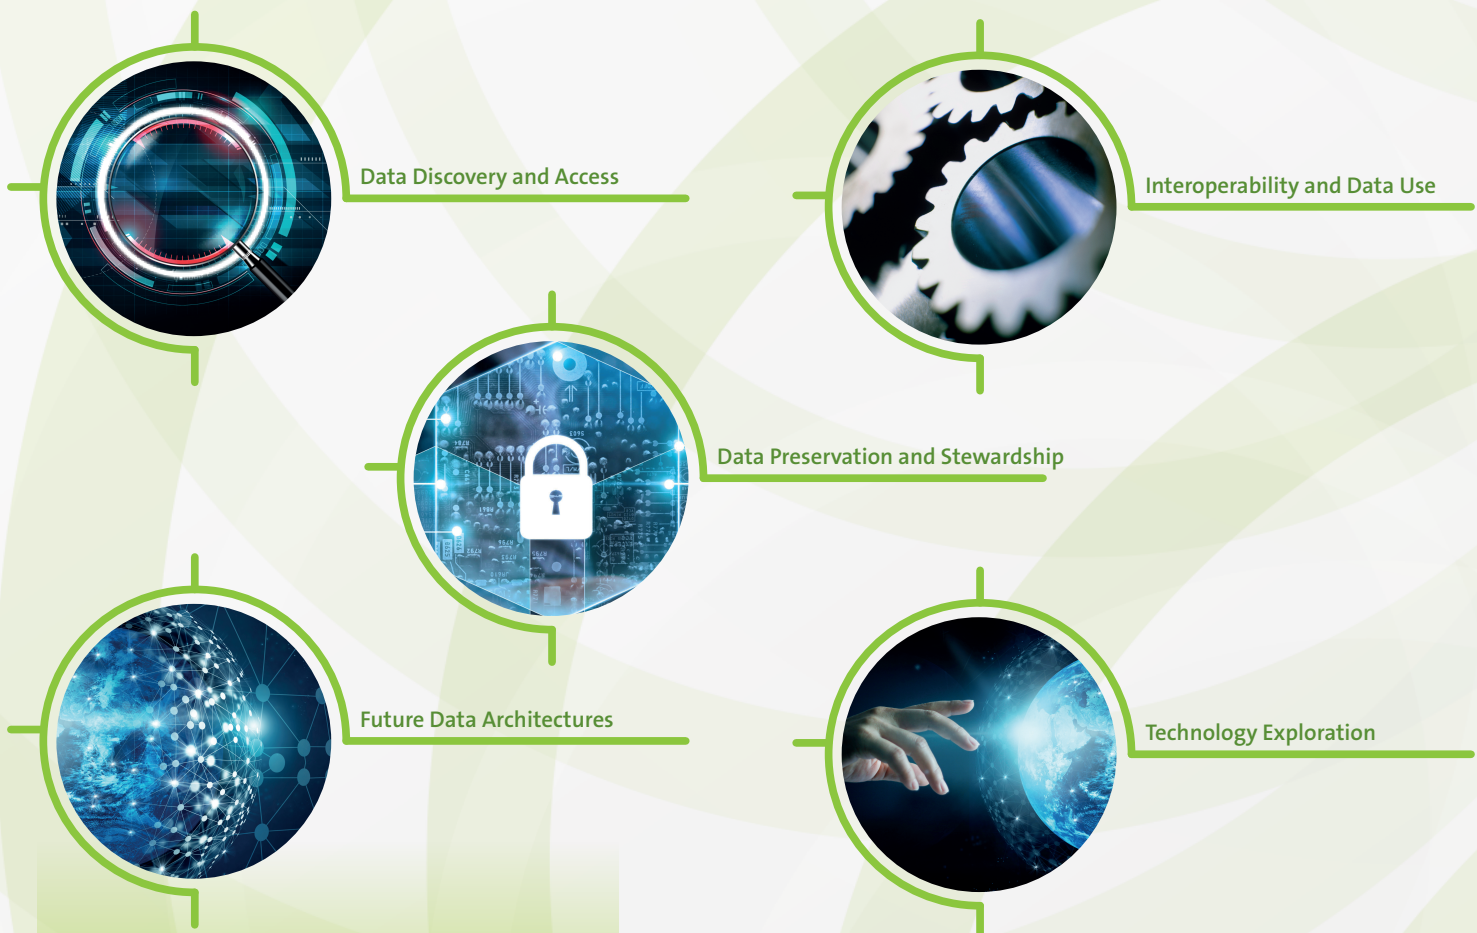 Data Discovery and Access
Interoperability and Data Use
Data Preservation and Stewardship
Future Data Architectures
Technology Exploration